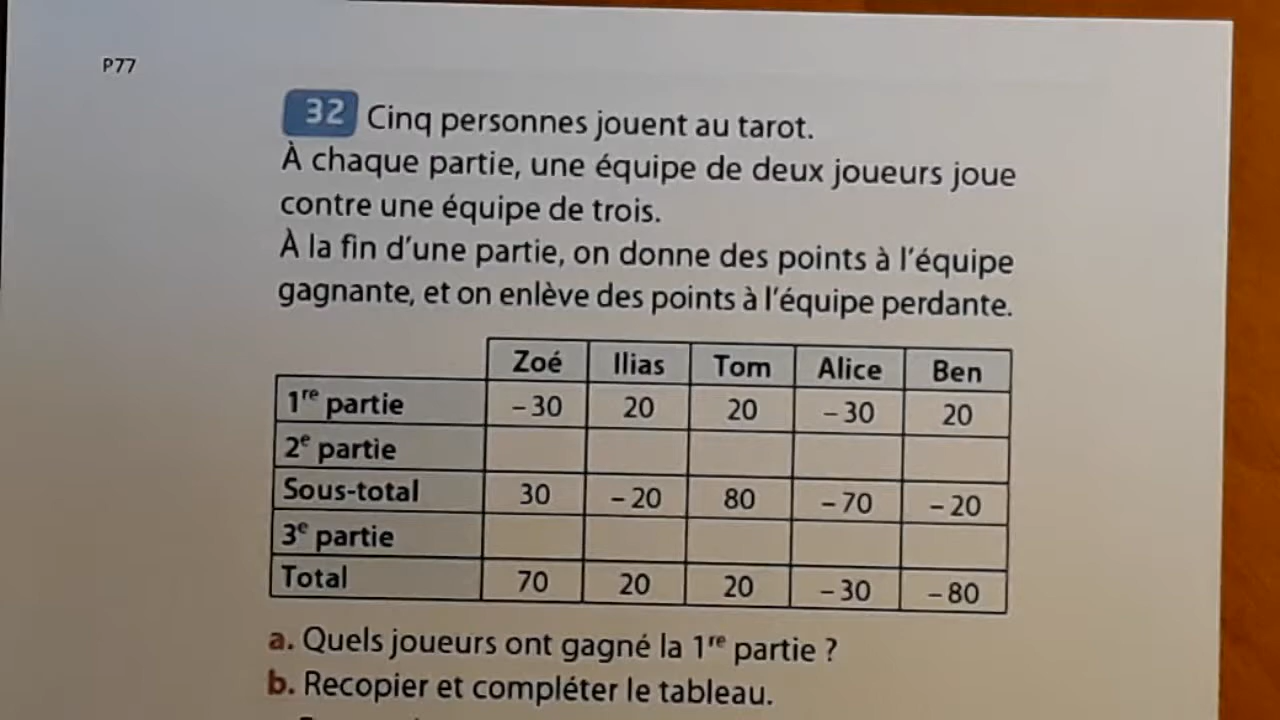 P77
32 Cinq personnes jouent au tarot.
À chaque partie, une équipe de deux joueurs joue
contre une équipe de trois.
À la fin d'une partie, on donne des points à l'équipe
gagnante, et on enlève des points à l'équipe perdante.
Zoé Ilias Tom Alice Ben
1re partie – 30 20 20 – 30 20
2e partie
Sous-total 30 – 20 80 – 70 – 20
3e partie
Total 70 20 20 – 30 – 80
a. Quels joueurs ont gagné la 1re partie ?
b. Recopier et compléter le tableau.